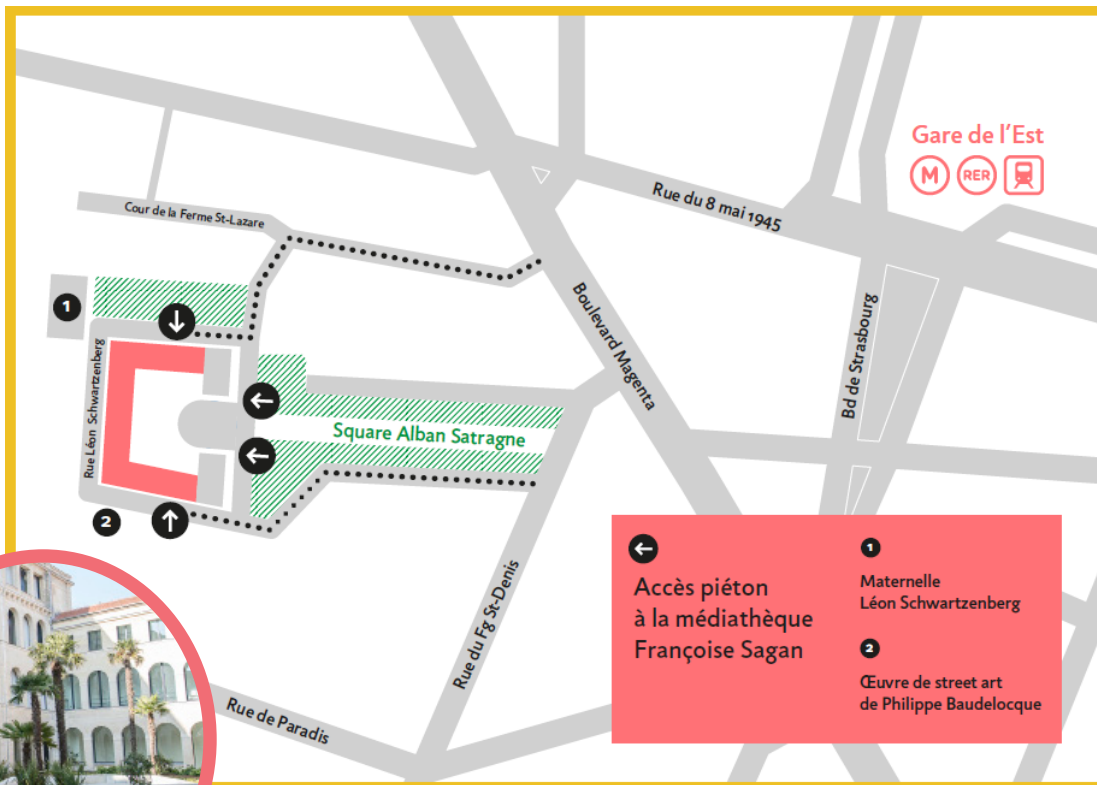 Gare de l’Est
M RER
Rue du 8 mai 1945
Cour de la Ferme St-Lazare
1
Boulevard Magenta
Bd de Strasbourg
Rue Léon Schwartzenberg
Square Alban Satragne
2
Rue du Fg St-Denis
Rue de Paradis
Accès piéton
à la médiathèque
Françoise Sagan
1
Maternelle
Léon Schwartzenberg
2
Œuvre de street art
de Philippe Baudelocque